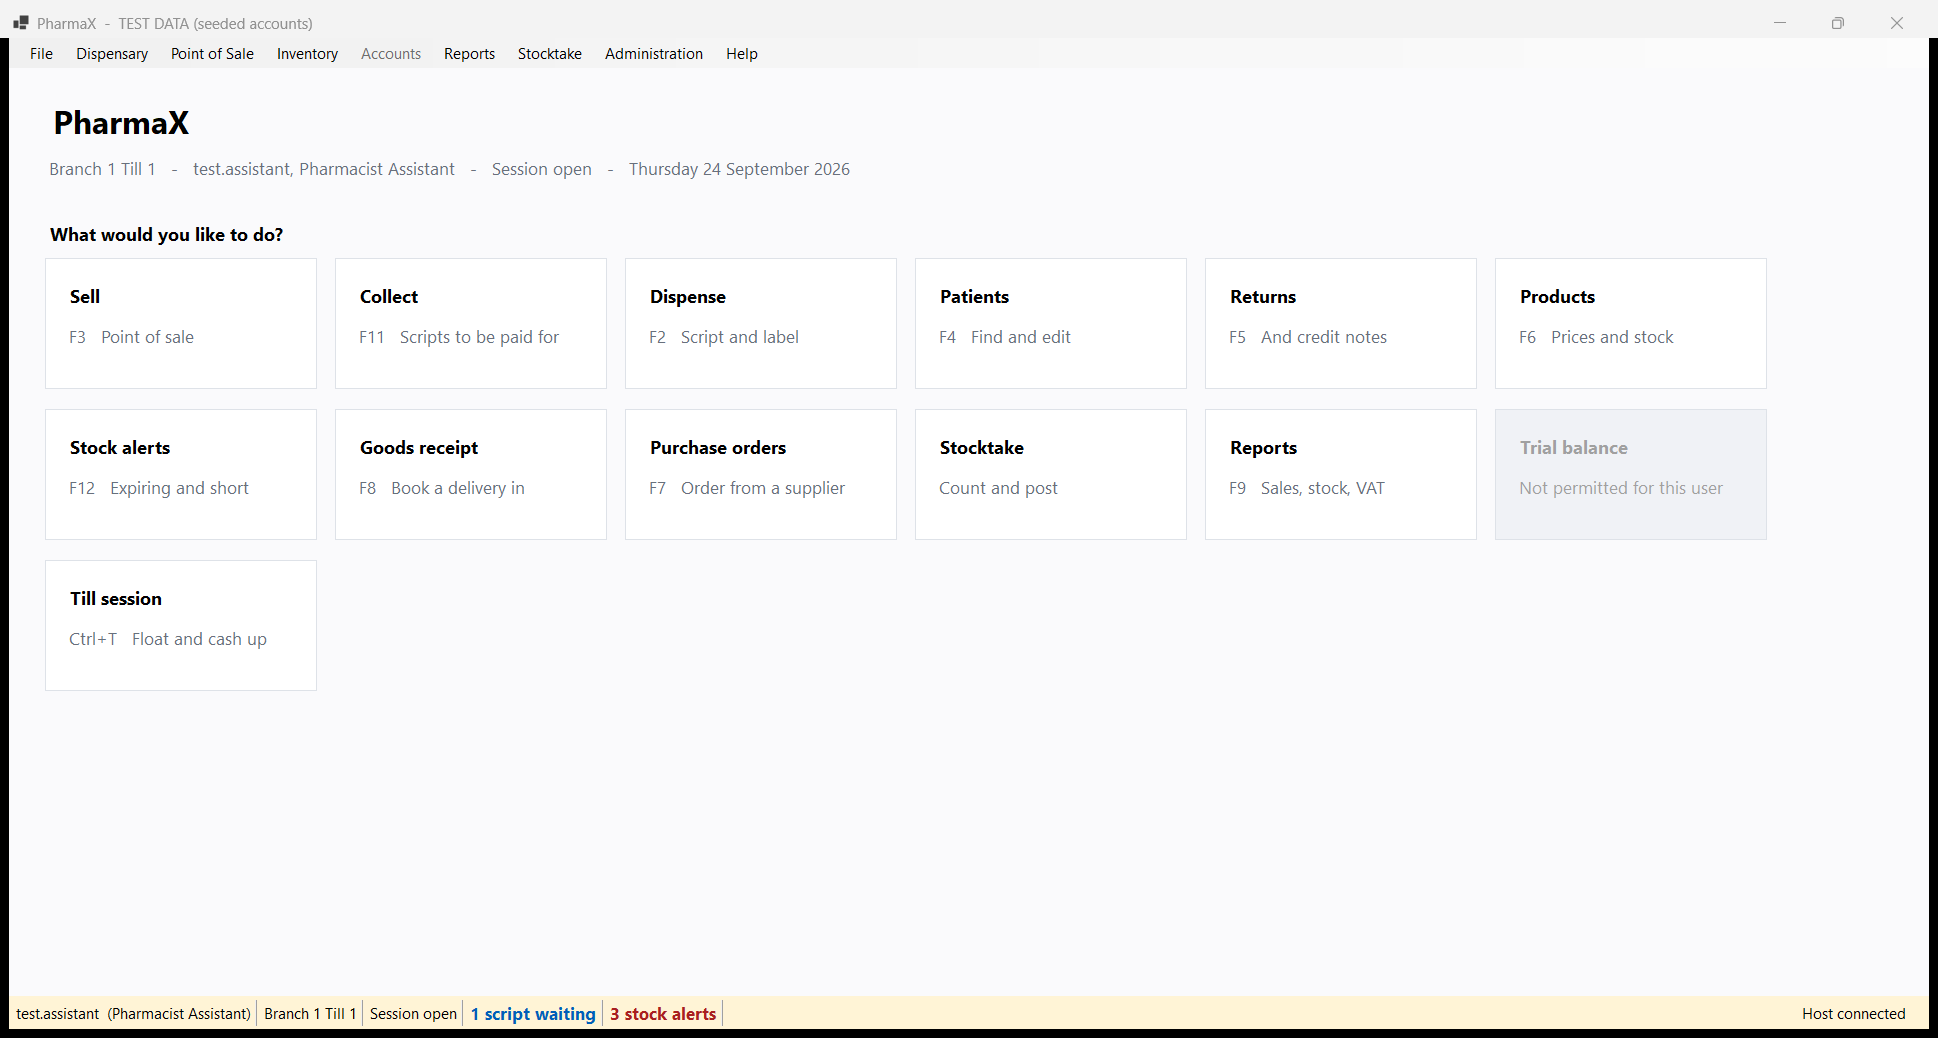 PharmaX - TEST DATA (seeded accounts)
File Dispensary Point of Sale Inventory Accounts Reports Stocktake Administration Help
PharmaX
Branch 1 Till 1 - test.assistant, Pharmacist Assistant - Session open - Thursday 24 September 2026
What would you like to do?
Sell
F3 Point of sale
Collect
F11 Scripts to be paid for
Dispense
F2 Script and label
Patients
F4 Find and edit
Returns
F5 And credit notes
Products
F6 Prices and stock
Stock alerts
F12 Expiring and short
Goods receipt
F8 Book a delivery in
Purchase orders
F7 Order from a supplier
Stocktake
Count and post
Reports
F9 Sales, stock, VAT
Trial balance
Not permitted for this user
Till session
Ctrl+T Float and cash up
test.assistant (Pharmacist Assistant) Branch 1 Till 1 Session open 1 script waiting 3 stock alerts Host connected